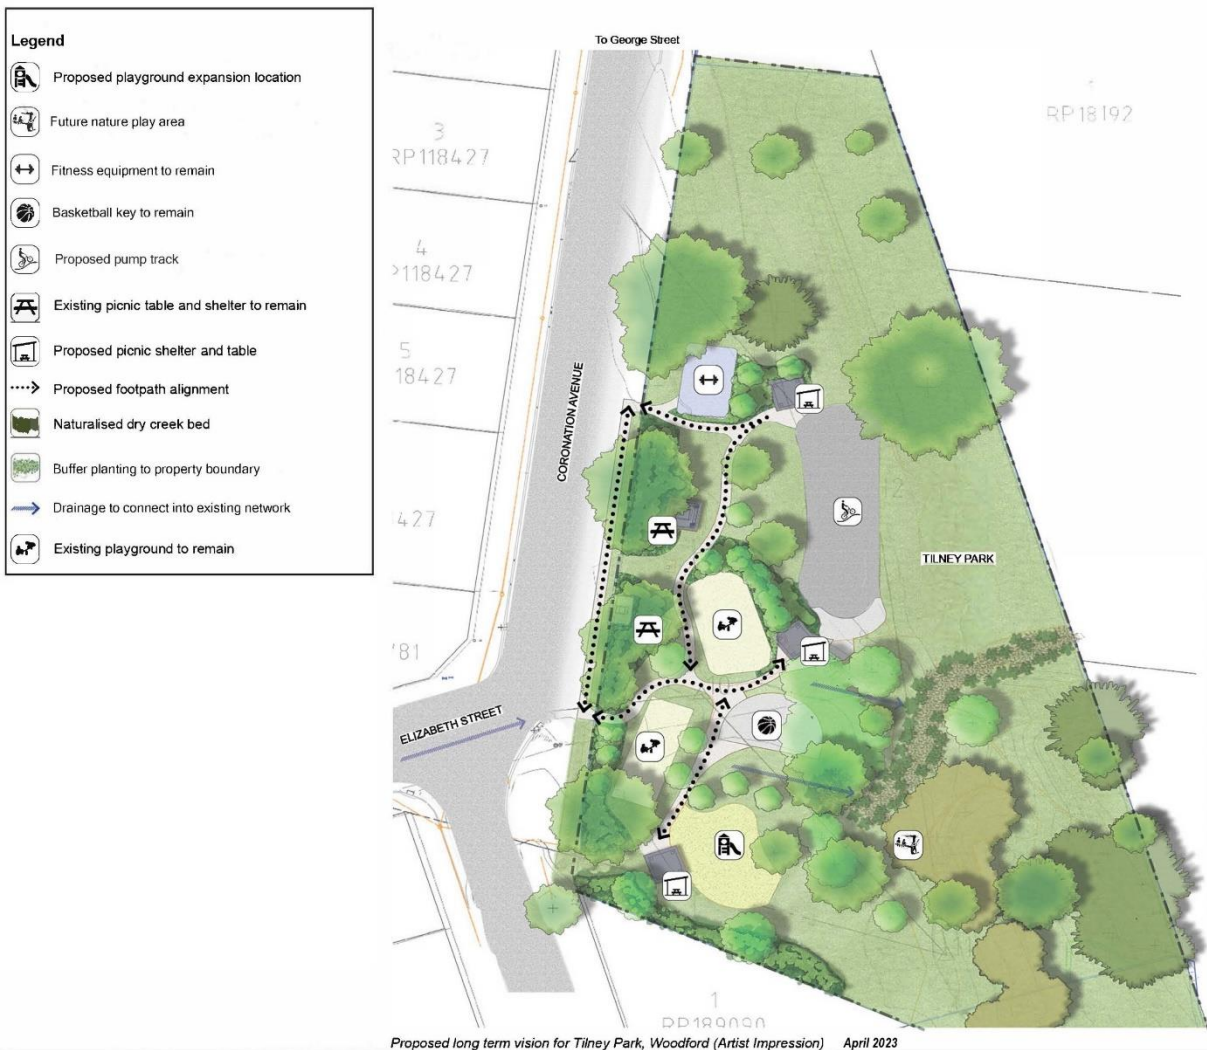 Legend
Proposed playground expansion location
Future nature play area
Fitness equipment to remain
Basketball key to remain
Proposed pump track
Existing picnic table and shelter to remain
Proposed picnic shelter and table
Proposed footpath alignment
Naturalised dry creek bed
Buffer planting to property boundary
Drainage to connect into existing network
Existing playground to remain
To George Street
RP18192
3
RP118427
4
P118427
5
18427
CORONATION AVENUE
427
12
TILNEY PARK
781
ELIZABETH STREET
1
RP189090
Proposed long term vision for Tilney Park, Woodford (Artist Impression) April 2023